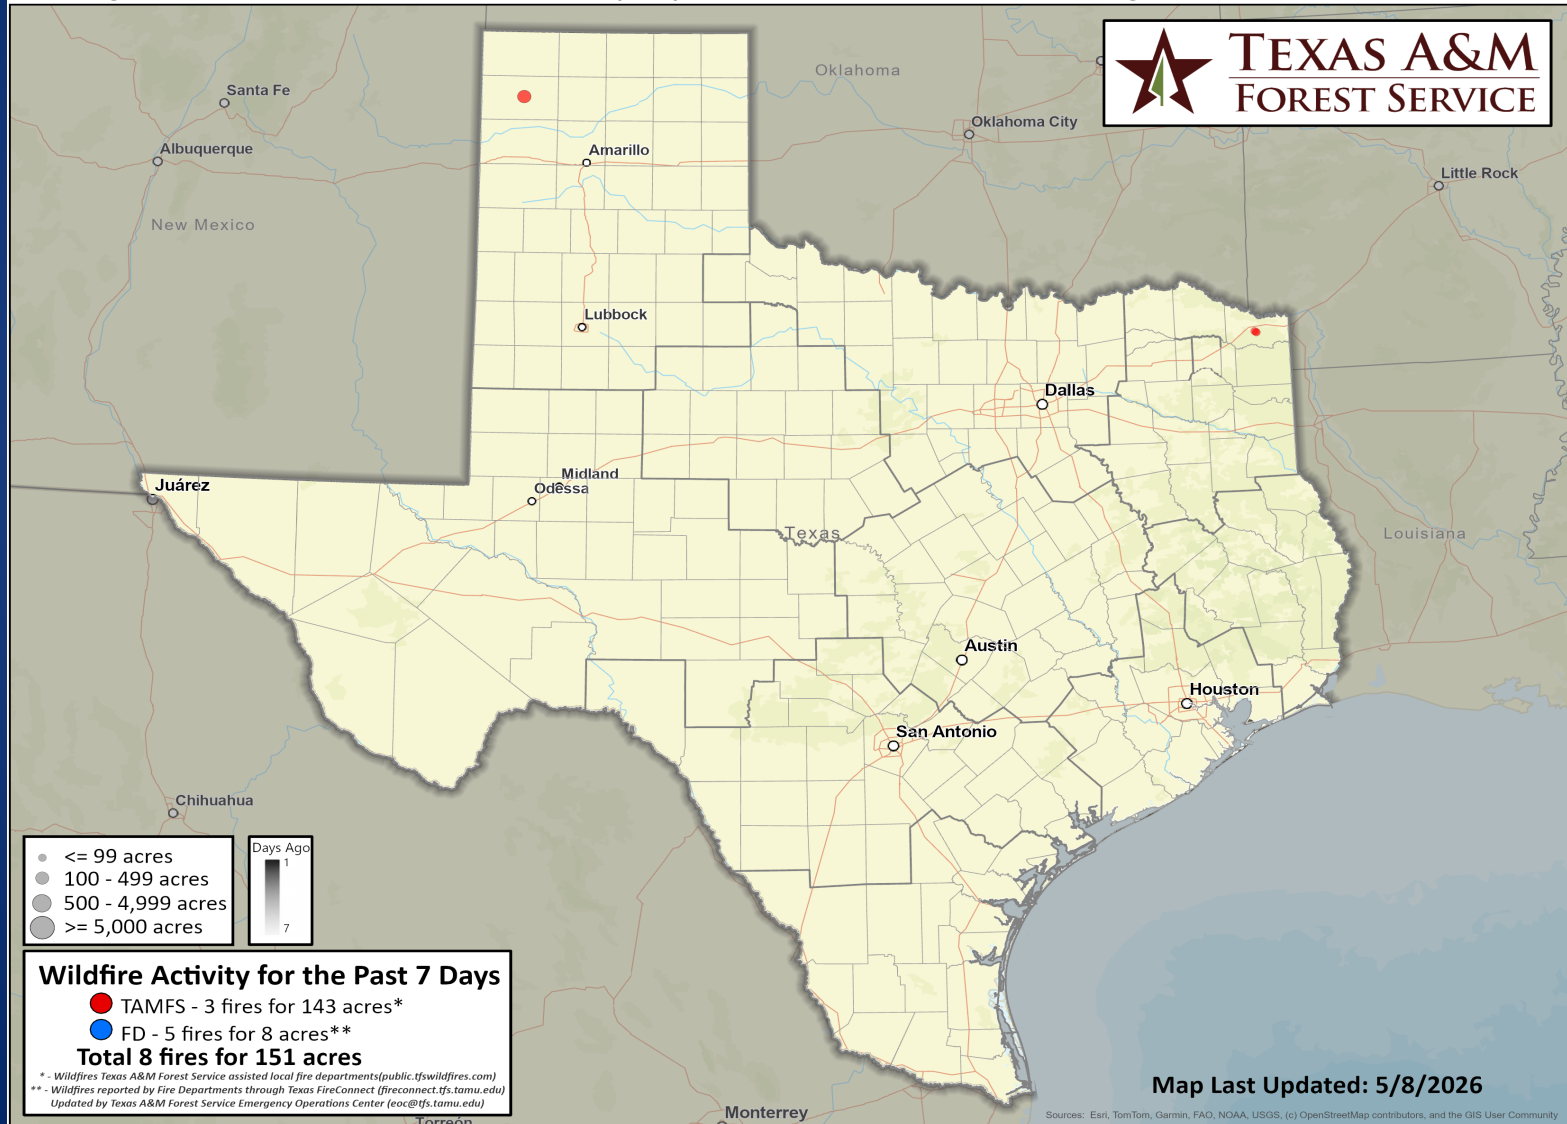 TEXAS A&M
FOREST SERVICE
Oklahoma
Santa Fe
Oklahoma City
Albuquerque
Amarillo
Little Rock
New Mexico
Lubbock
Dallas
Midland
Odessa
Juárez
Texas
Louisiana
Austin
Houston
San Antonio
Chihuahua
Days Ago
1
7
<= 99 acres
100 - 499 acres
500 - 4,999 acres
>= 5,000 acres
Wildfire Activity for the Past 7 Days
TAMFS - 3 fires for 143 acres*
FD - 5 fires for 8 acres**
Total 8 fires for 151 acres
* - Wildfires Texas A&M Forest Service assisted local fire departments(public.tfswildfires.com)
** - Wildfires reported by Fire Departments through Texas FireConnect (fireconnect.tfs.tamu.edu)
Updated by Texas A&M Forest Service Emergency Operations Center (eoc@tfs.tamu.edu)
Map Last Updated: 5/8/2026
Monterrey
Sources: Esri, TomTom, Garmin, FAO, NOAA, USGS, (c) OpenStreetMap contributors, and the GIS User Community
Torreón